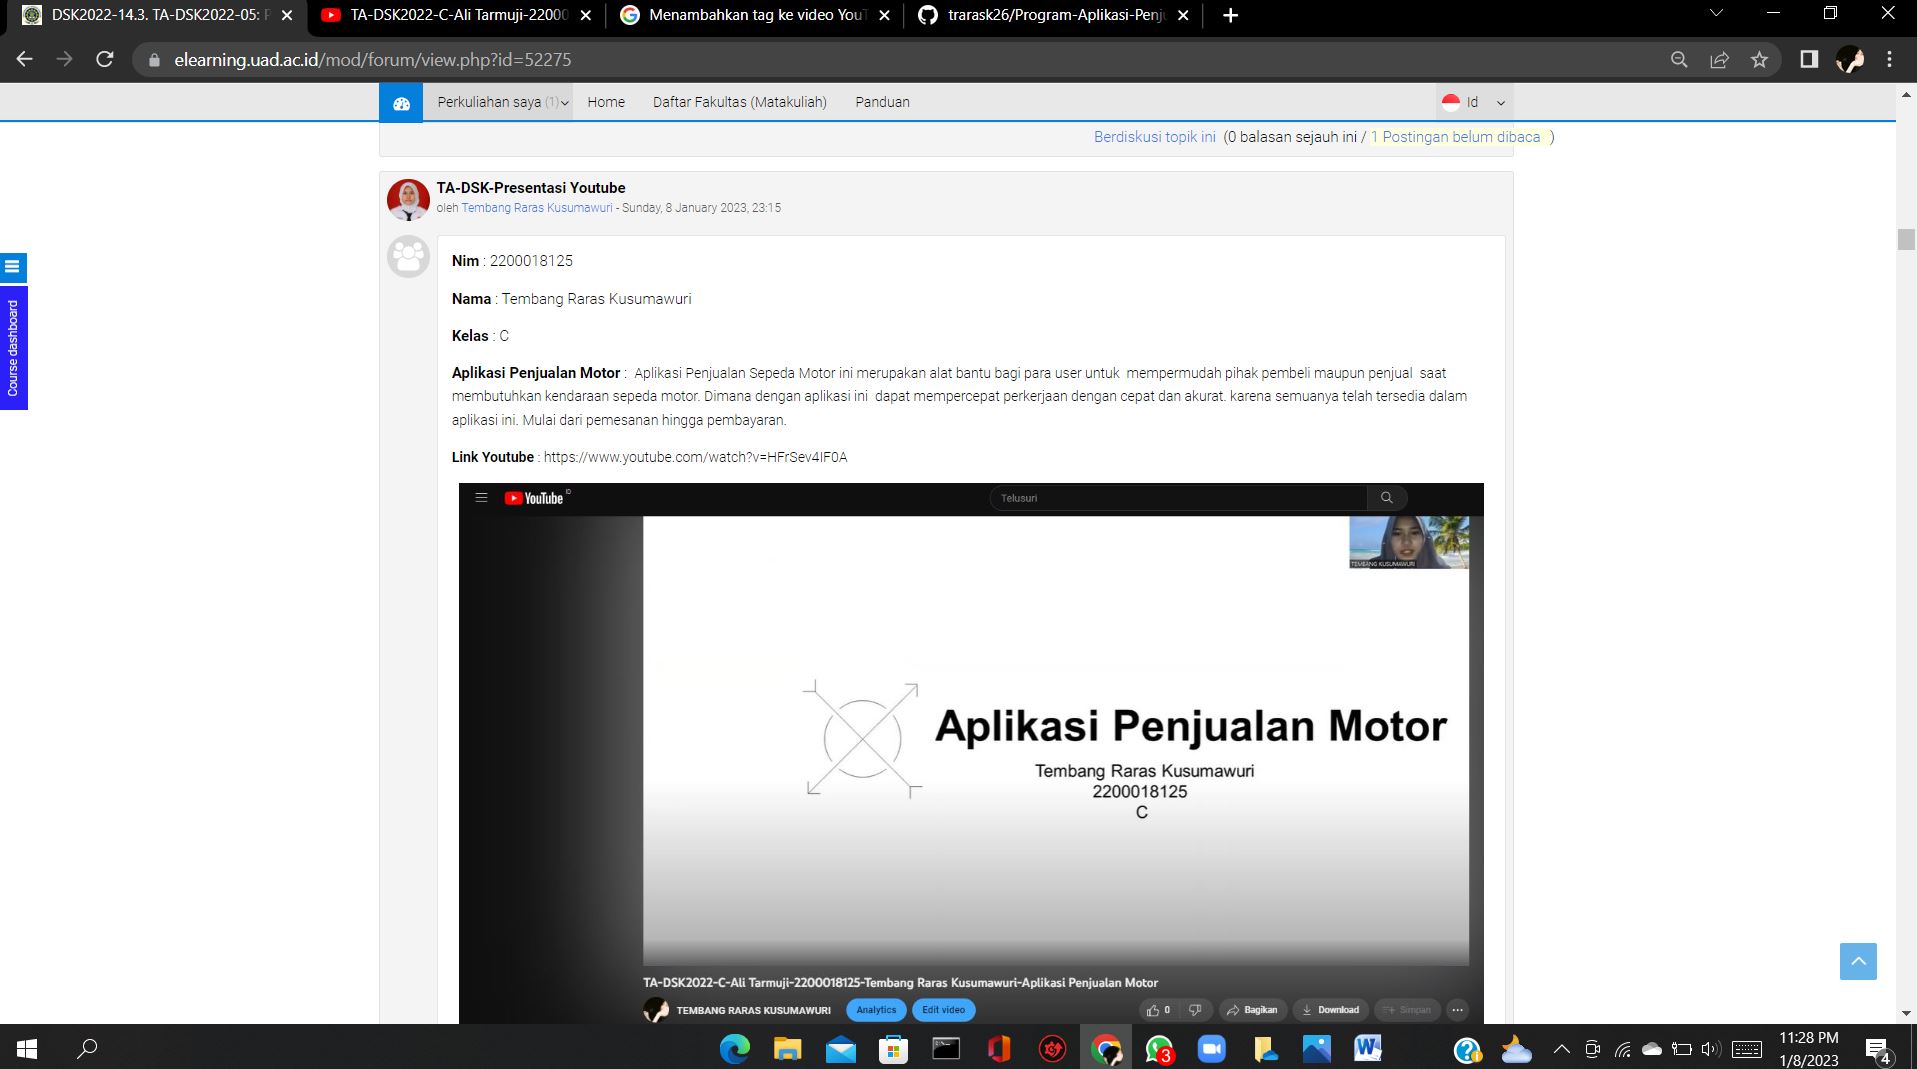 DSK2022-14.3. TA-DSK2022-05: P
TA-DSK2022-C-Ali Tarmuji-22000
Menambahkan tag ke video YouT
trarask26/Program-Aplikasi-Penju
elearning.uad.ac.id/mod/forum/view.php?id=52275
Perkuliahan saya (1)
Home
Daftar Fakultas (Matakuliah)
Panduan
Id
Berdiskusi topik ini (0 balasan sejauh ini / 1 Postingan belum dibaca )
TA-DSK-Presentasi Youtube
oleh Tembang Raras Kusumawuri - Sunday, 8 January 2023, 23:15
Course dashboard
Nim : 2200018125
Nama : Tembang Raras Kusumawuri
Kelas : C
Aplikasi Penjualan Motor : Aplikasi Penjualan Sepeda Motor ini merupakan alat bantu bagi para user untuk mempermudah pihak pembeli maupun penjual saat
membutuhkan kendaraan sepeda motor. Dimana dengan aplikasi ini dapat mempercepat perkerjaan dengan cepat dan akurat. karena semuanya telah tersedia dalam
aplikasi ini. Mulai dari pemesanan hingga pembayaran.
Link Youtube : https://www.youtube.com/watch?v=HFrSev4IF0A
YouTube ID
Telusuri
TEMBANG KUSUMAWURI
Aplikasi Penjualan Motor
Tembang Raras Kusumawuri
2200018125
C
TA-DSK2022-C-Ali Tarmuji-2200018125-Tembang Raras Kusumawuri-Aplikasi Penjualan Motor
TEMBANG RARAS KUSUMAWURI
Analytics
Edit video
0
Bagikan
Download
Simpan
3
11:28 PM
1/8/2023
4